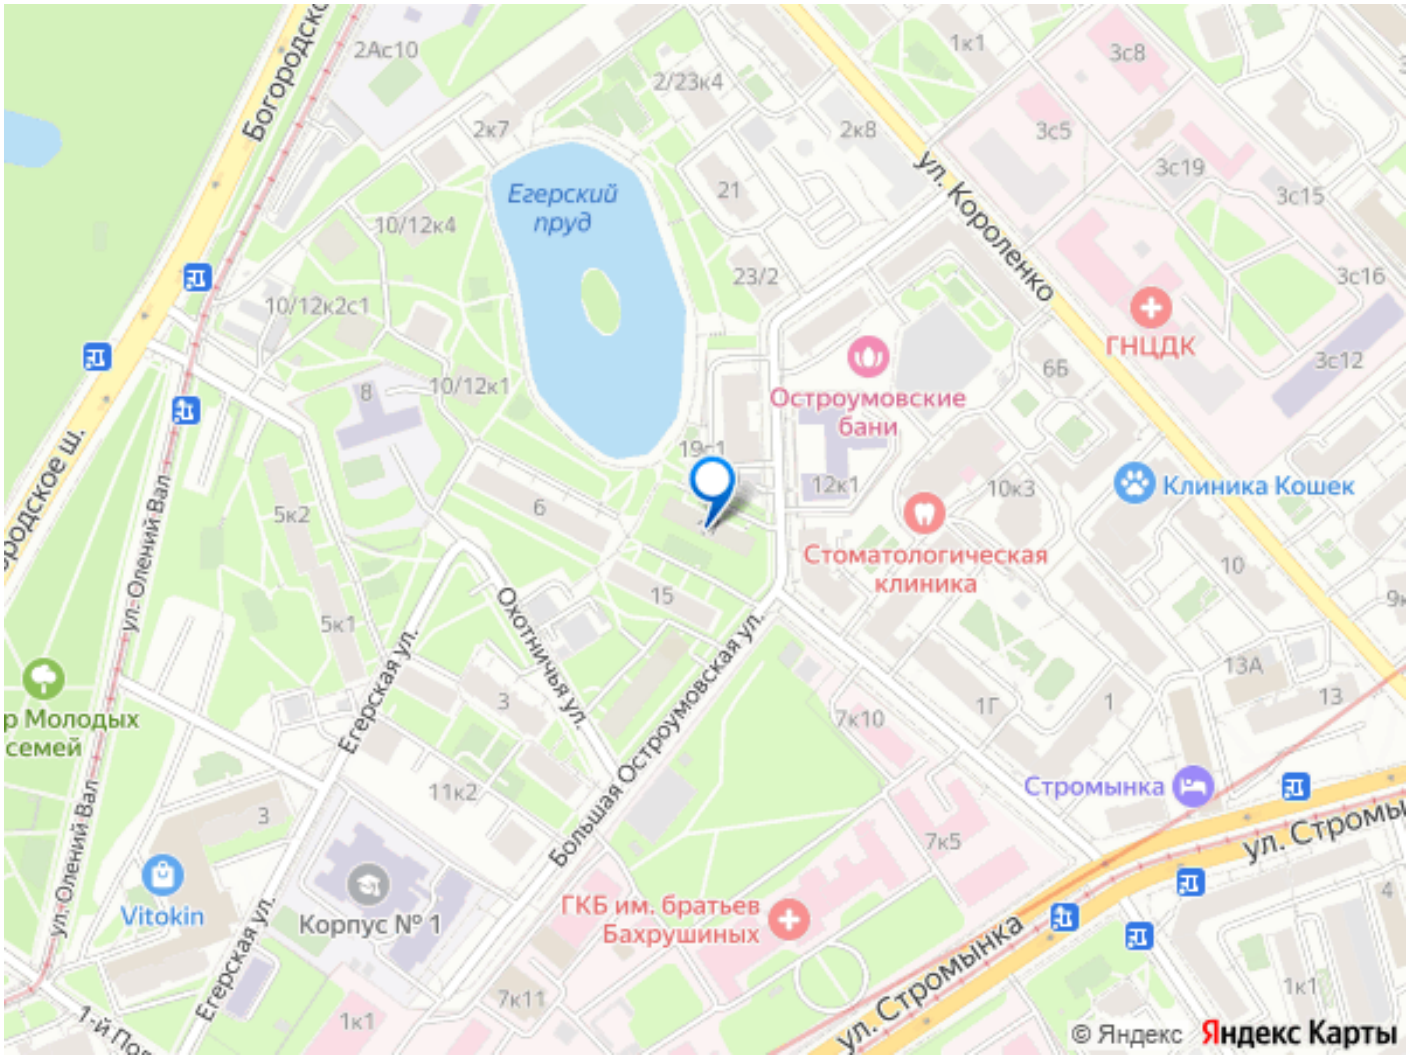 Богородско
2Ас10
1к1
3с8
2/23к4
2к7
2к8
3с5
ул. Короленко
3с19
3с15
21
Егерский
пруд
10/12к4
23/2
3с16
10/12к2с1
ГНЦДК
3с12
6Б
8
10/12к1
Остроумовские
бани
ородское ш.
19с1
12к1
10к3
Клиника Кошек
5к2
6
ул. Олений Вал
Стоматологическая
клиника
10
15
Охотничья ул.
5к1
Егерская ул.
Большая Остроумовская ул.
13А
13
3
1Г
1
7к10
р Молодых
семей
11к2
Стромынка
3
7к5
ул. Стромы
ул. Олений Вал
Vitokin
Корпус № 1
ГКБ им. братьев
Бахрушиных
4
Егерская ул.
ул. Стромынка
7к11
1к1
1к1
1-й Пол
© Яндекс Яндекс Карты